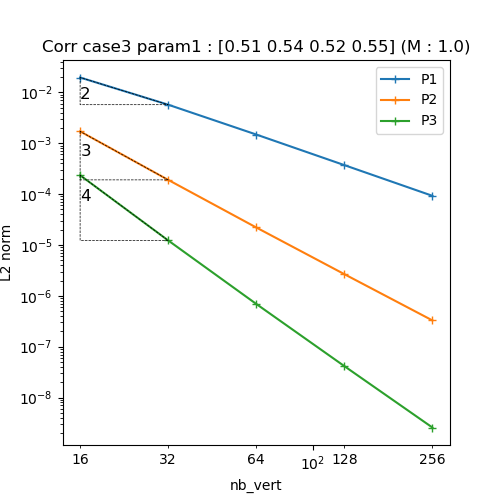 Corr case3 param1 : [0.51 0.54 0.52 0.55] (M : 1.0)
P1
P2
P3
10⁻²
10⁻³
10⁻⁴
10⁻⁵
10⁻⁶
10⁻⁷
10⁻⁸
2
3
4
L2 norm
16 32 64 10² 128 256
nb_vert